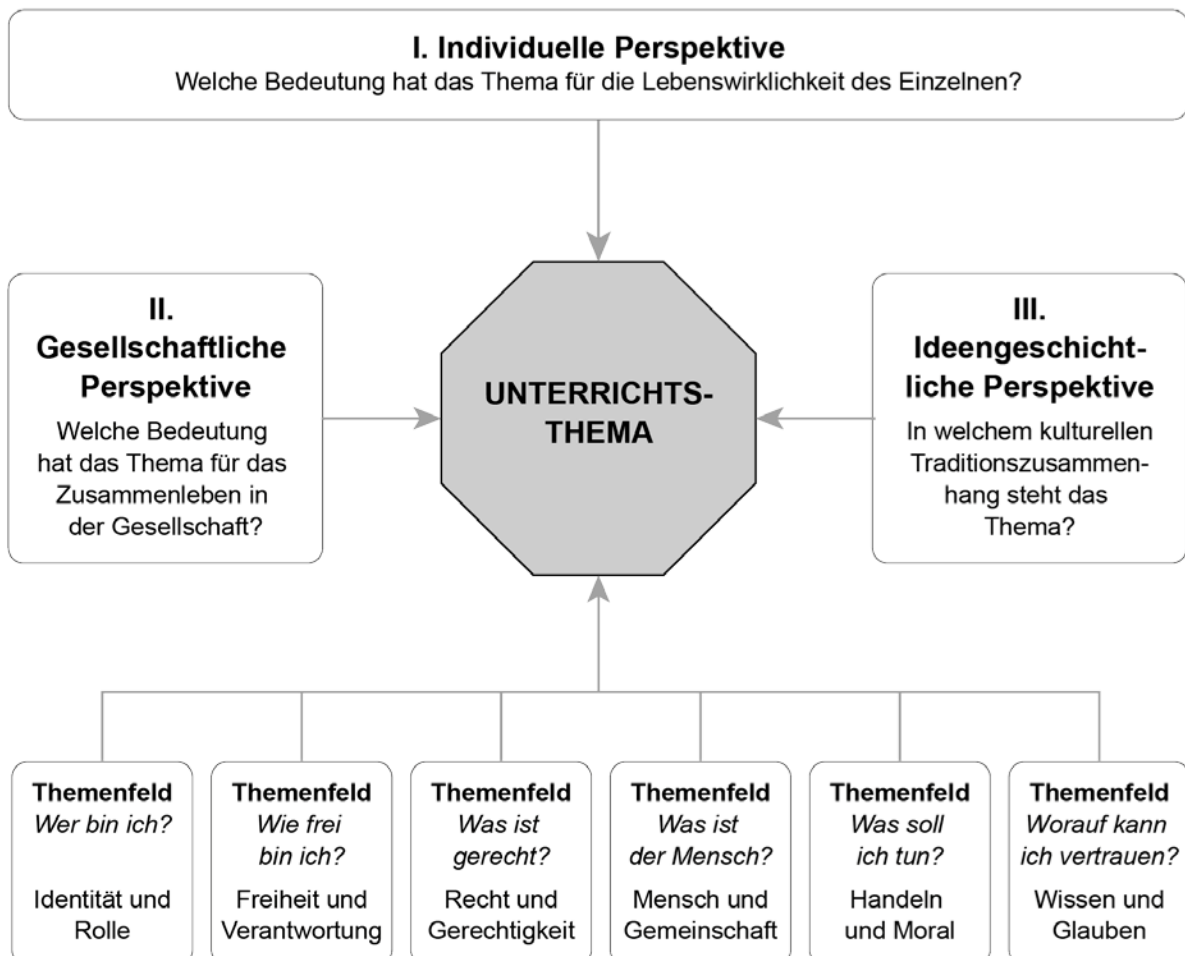 I. Individuelle Perspektive
Welche Bedeutung hat das Thema für die Lebenswirklichkeit des Einzelnen?
II.
Gesellschaftliche
Perspektive
Welche Bedeutung
hat das Thema für das
Zusammenleben in
der Gesellschaft?
UNTERRICHTS-
THEMA
III.
Ideengeschicht-
liche Perspektive
In welchem kulturellen
Traditionszusammen-
hang steht das
Thema?
Themenfeld
Wer bin ich?
Identität und
Rolle
Themenfeld
Wie frei
bin ich?
Freiheit und
Verantwortung
Themenfeld
Was ist
gerecht?
Recht und
Gerechtigkeit
Themenfeld
Was ist
der Mensch?
Mensch und
Gemeinschaft
Themenfeld
Was soll
ich tun?
Handeln
und Moral
Themenfeld
Worauf kann
ich vertrauen?
Wissen und
Glauben